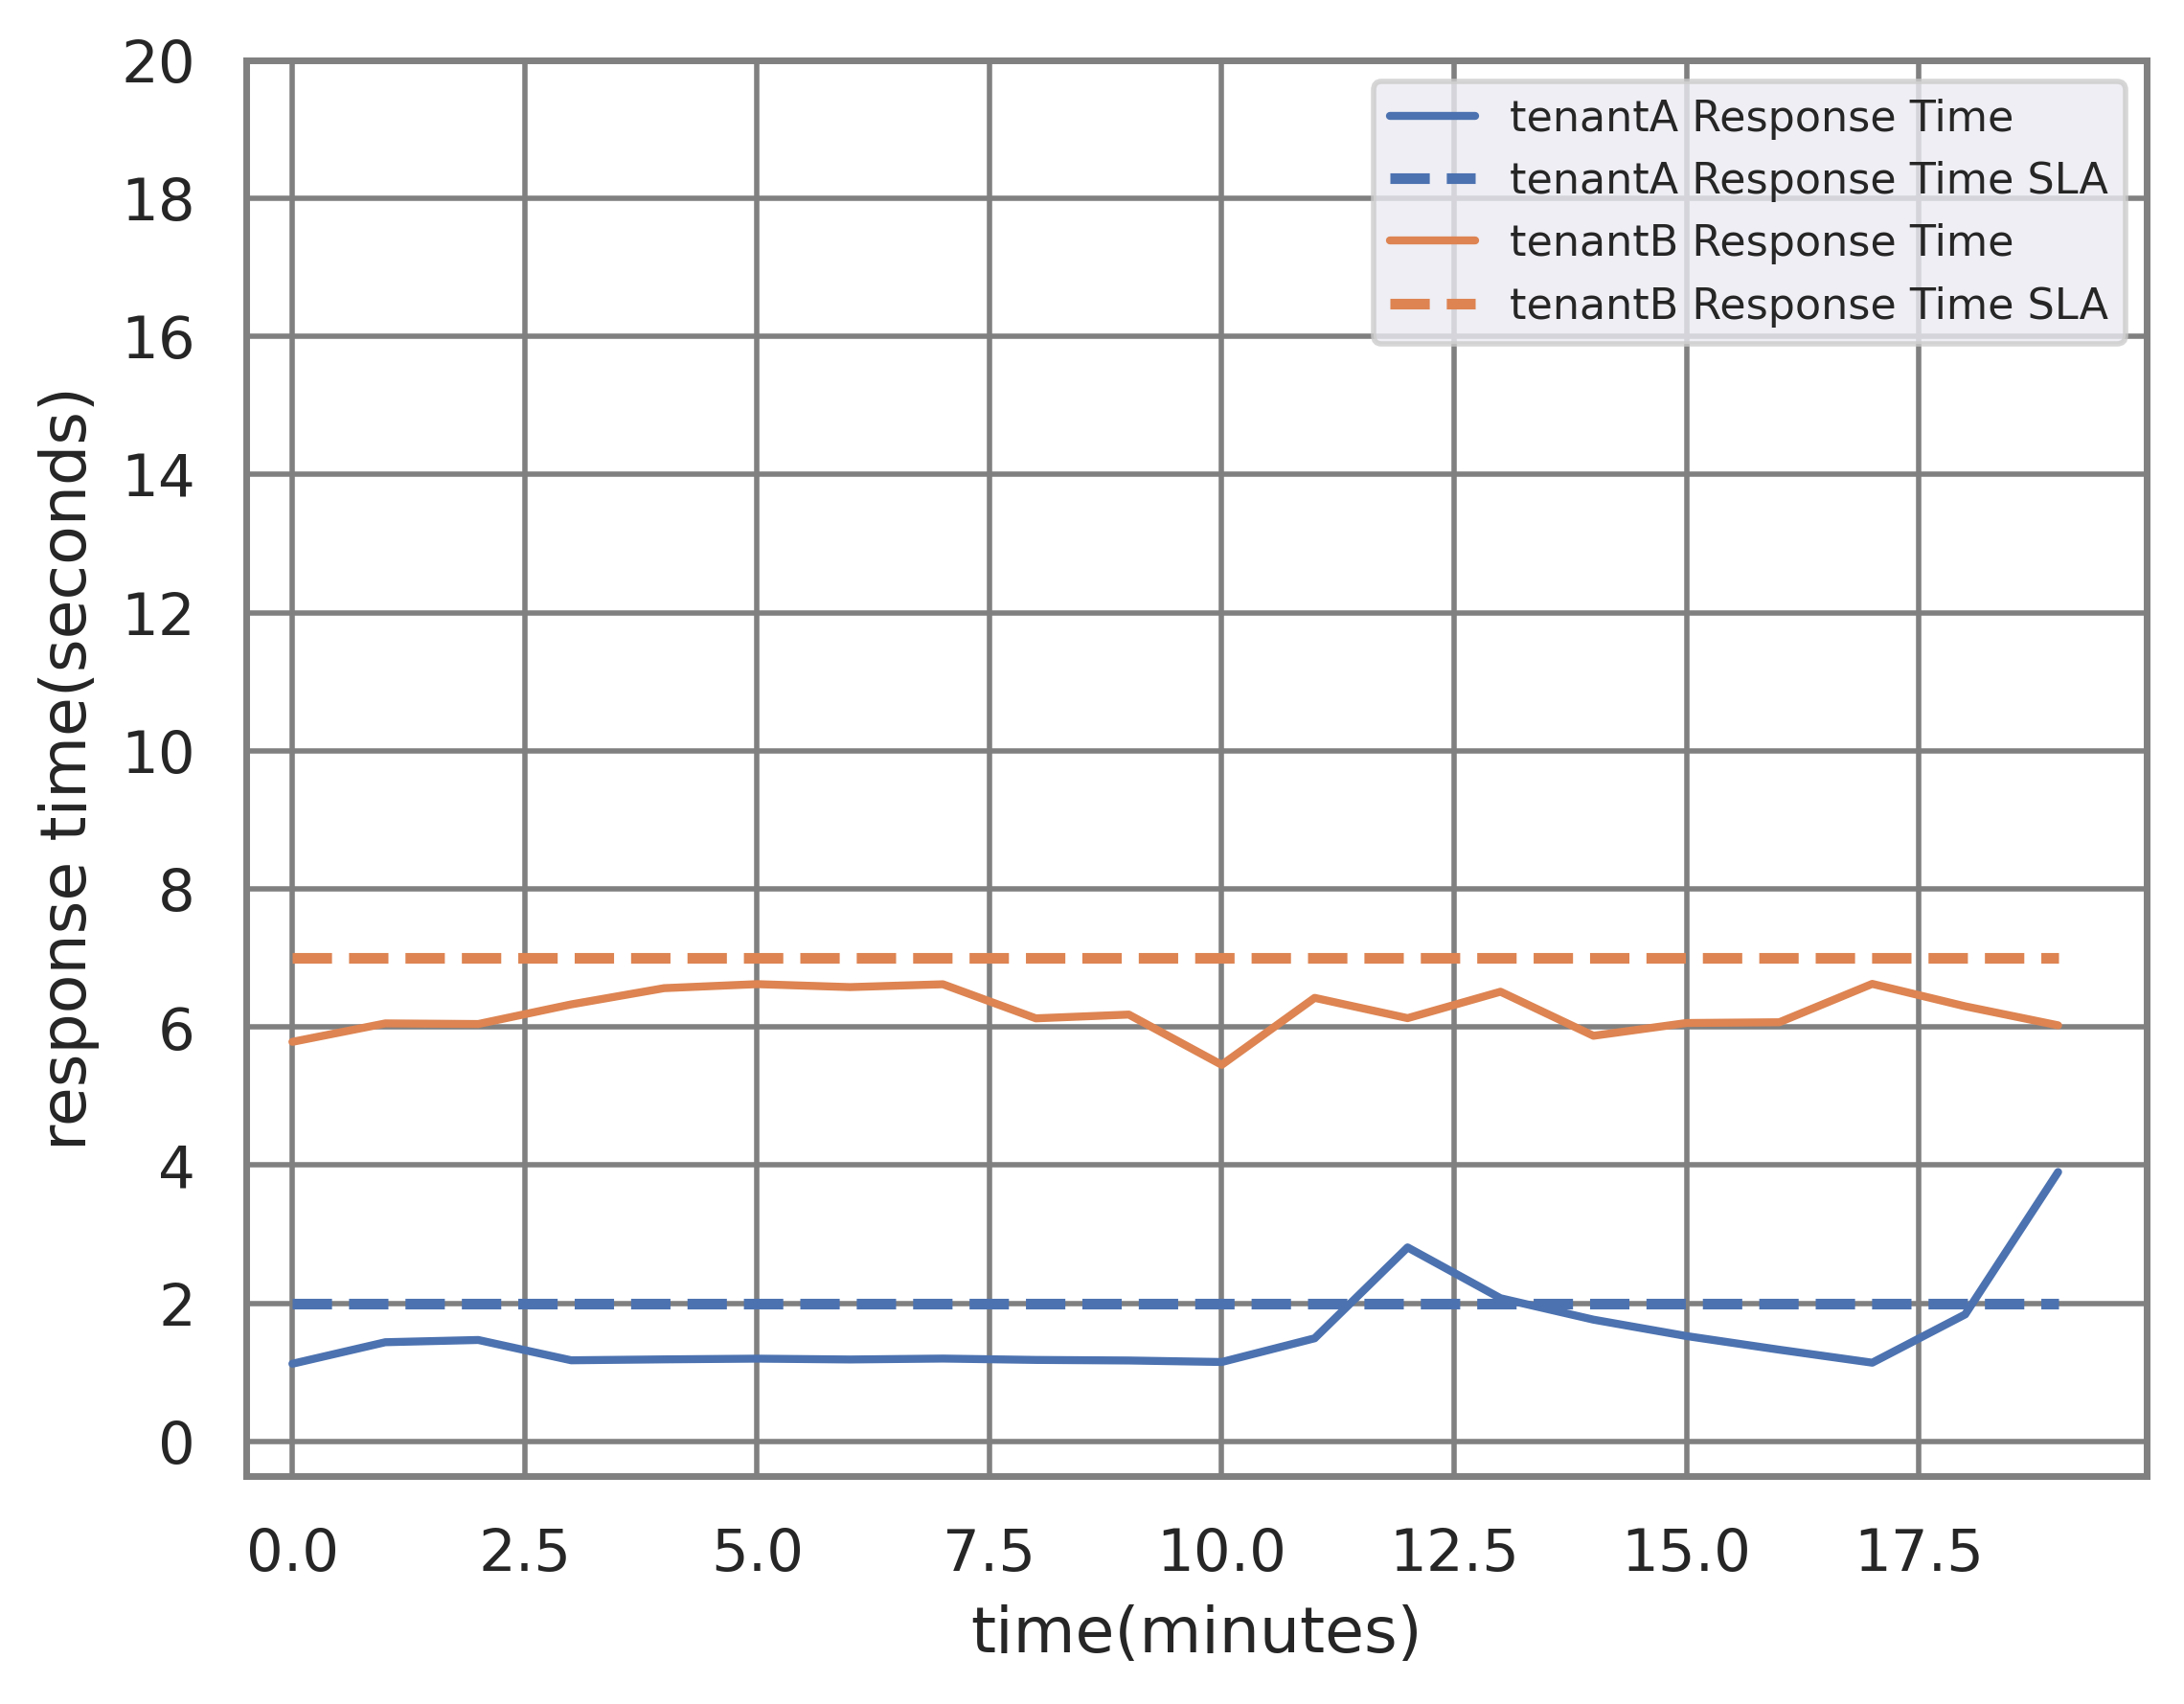 20
18
16
14
12
10
8
6
4
2
0
response time(seconds)
tenantA Response Time
tenantA Response Time SLA
tenantB Response Time
tenantB Response Time SLA
0.0 2.5 5.0 7.5 10.0 12.5 15.0 17.5
time(minutes)